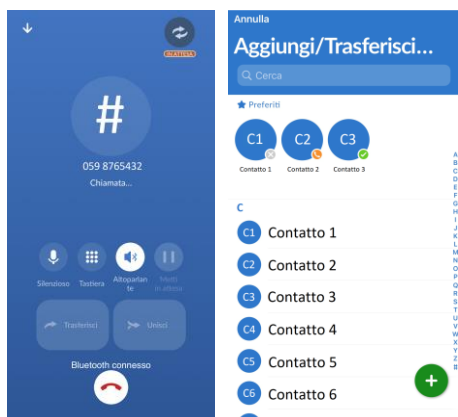 IN ATTESA
#
059 8765432
Chiamata...
Silenzioso Tastiera Altoparlan
te Metti
in attesa
Trasferisci Unisci
Bluetooth connesso
Annulla
Aggiungi/Trasferisci...
Cerca
Preferiti
C1 C2 C3
Contatto 1 Contatto 2 Contatto 3
C
C1 Contatto 1
C2 Contatto 2
C3 Contatto 3
C4 Contatto 4
C5 Contatto 5
C6 Contatto 6
+
A
B
C
D
E
F
G
H
I
J
K
L
M
N
O
P
Q
R
S
T
U
V
W
X
Y
Z
#